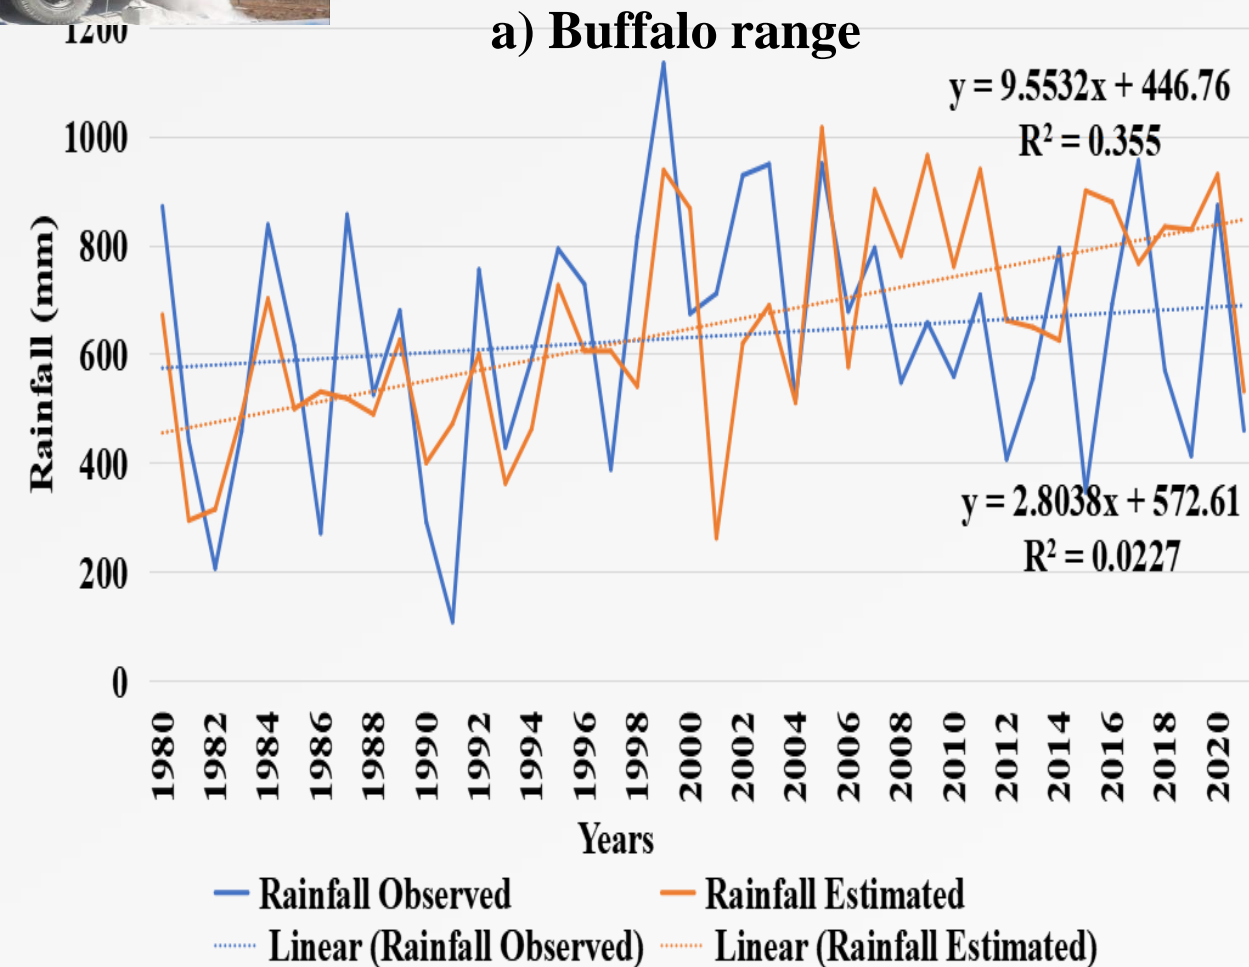 a) Buffalo range
1200
1000
800
600
400
200
0
Rainfall (mm)
y = 9.5532x + 446.76
R² = 0.355
y = 2.8038x + 572.61
R² = 0.0227
1980 1982 1984 1986 1988 1990 1992 1994 1996 1998 2000 2002 2004 2006 2008 2010 2012 2014 2016 2018 2020
Years
Rainfall Observed Rainfall Estimated
Linear (Rainfall Observed) Linear (Rainfall Estimated)